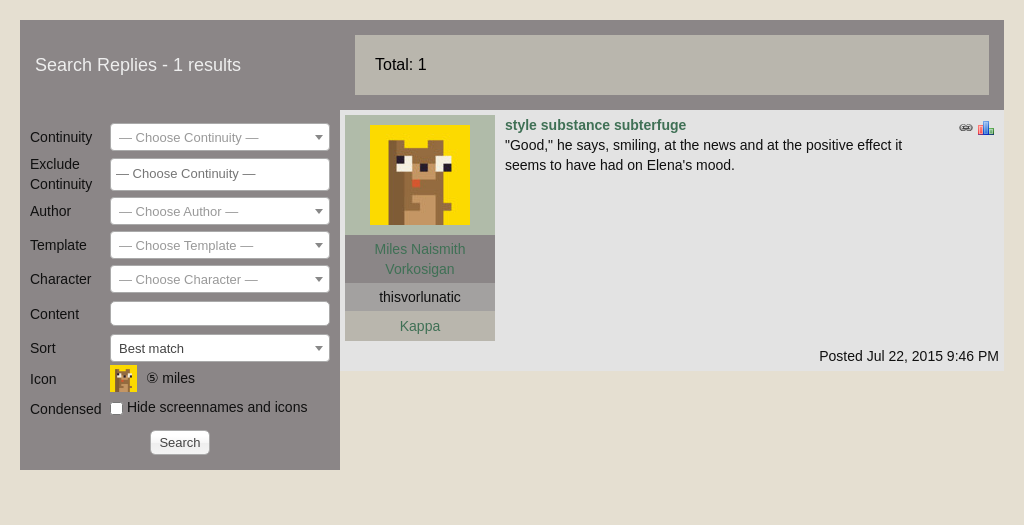 Search Replies - 1 results
Total: 1
Continuity
— Choose Continuity —
Exclude
Continuity
— Choose Continuity —
Author
— Choose Author —
Template
— Choose Template —
Character
— Choose Character —
Content
Sort
Best match
Icon
⑤ miles
Condensed
Hide screennames and icons
Search
Miles Naismith
Vorkosigan
thisvorlunatic
Kappa
style substance subterfuge
"Good," he says, smiling, at the news and at the positive effect it
seems to have had on Elena's mood.
Posted Jul 22, 2015 9:46 PM